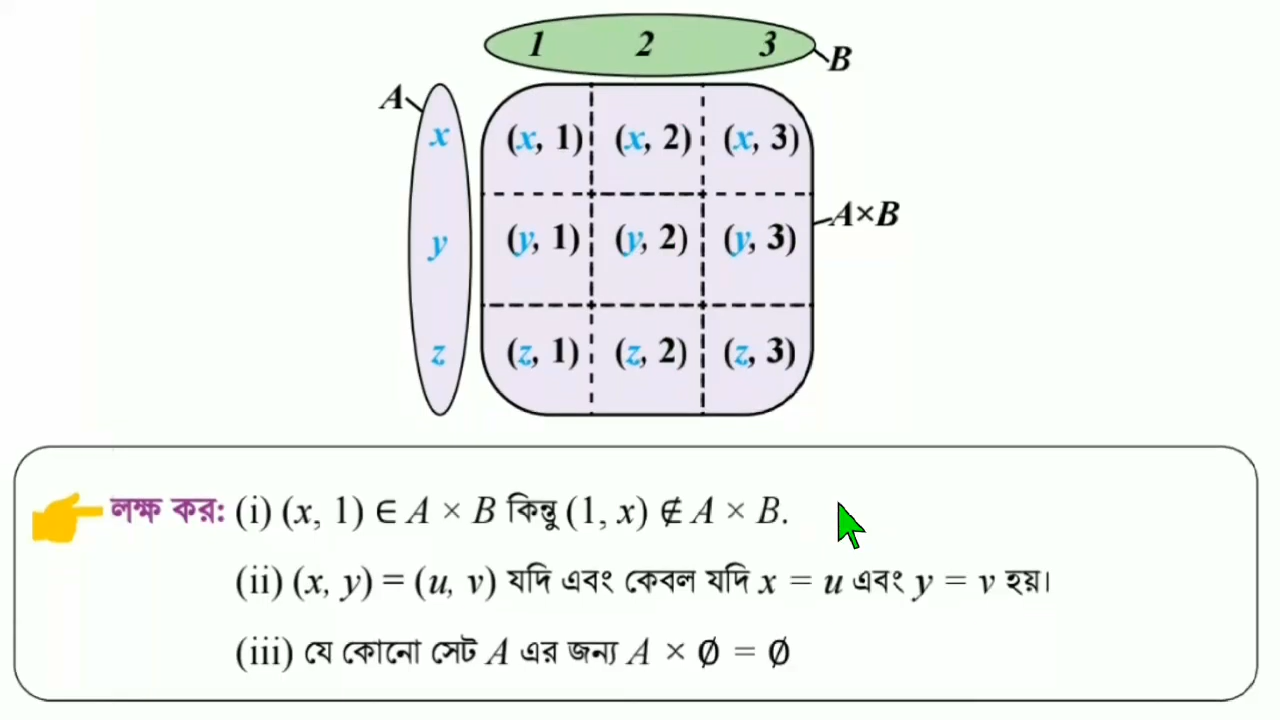 1 2 3
B
A
x (x, 1) (x, 2) (x, 3)
A×B
y (y, 1) (y, 2) (y, 3)
z (z, 1) (z, 2) (z, 3)
লক্ষ কর: (i) (x, 1) ∈ A × B কিন্তু (1, x) ∉ A × B.
(ii) (x, y) = (u, v) যদি এবং কেবল যদি x = u এবং y = v হয়।
(iii) যে কোনো সেট A এর জন্য A × ∅ = ∅